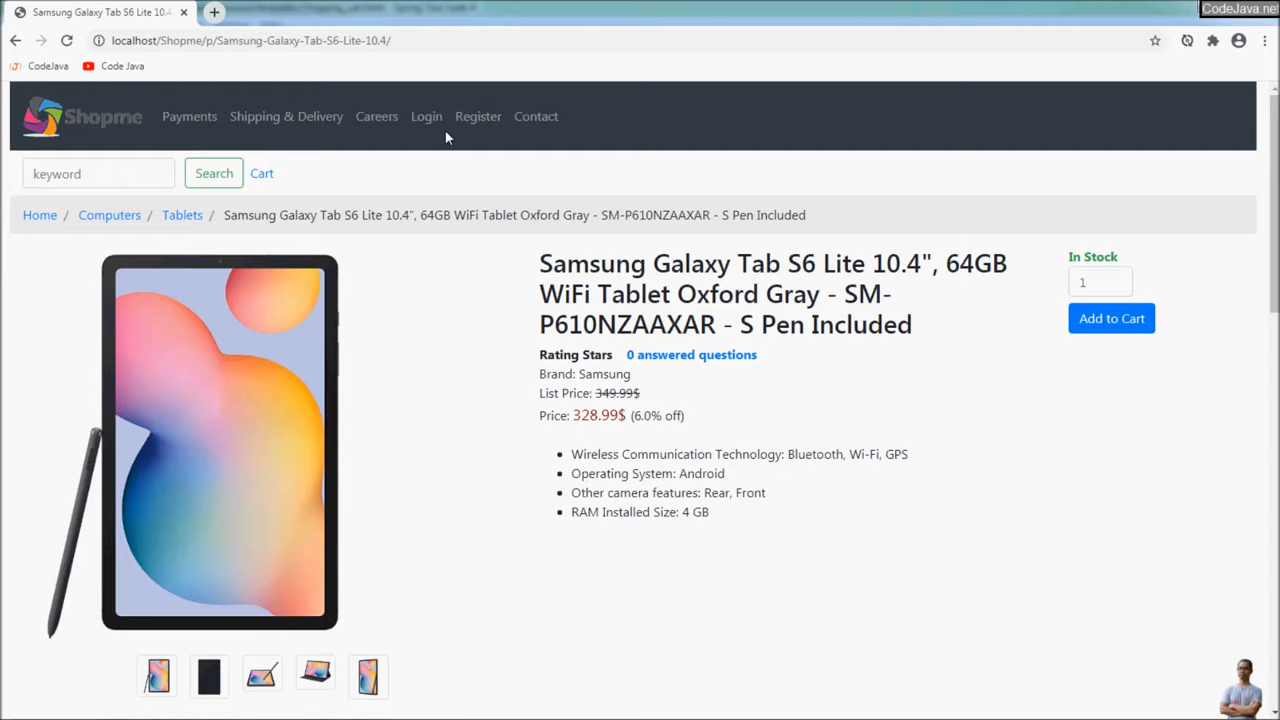 Samsung Galaxy Tab S6 Lite 10.4
CodeJava.net
localhost/Shopme/p/Samsung-Galaxy-Tab-S6-Lite-10.4/
CodeJava Code Java
Shopme Payments Shipping & Delivery Careers Login Register Contact
keyword Search Cart
Home / Computers / Tablets / Samsung Galaxy Tab S6 Lite 10.4", 64GB WiFi Tablet Oxford Gray - SM-P610NZAAXAR - S Pen Included
Samsung Galaxy Tab S6 Lite 10.4", 64GB
WiFi Tablet Oxford Gray - SM-
P610NZAAXAR - S Pen Included
Rating Stars 0 answered questions
Brand: Samsung
List Price: 349.99$
Price: 328.99$ (6.0% off)
Wireless Communication Technology: Bluetooth, Wi-Fi, GPS
Operating System: Android
Other camera features: Rear, Front
RAM Installed Size: 4 GB
In Stock
1
Add to Cart